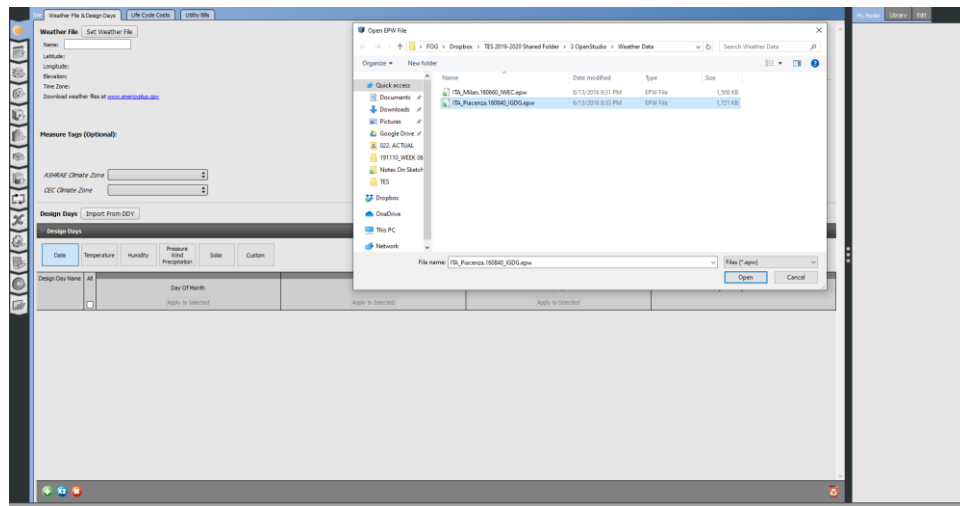 Site
Weather File & Design Days
Life Cycle Costs
Utility Bills
My Model
Library
Edit
Weather File
Set Weather File
Name:
Latitude:
Longitude:
Elevation:
Time Zone:
Download weather files at www.energyplus.gov
Measure Tags (Optional):
ASHRAE Climate Zone
CEC Climate Zone
Design Days
Import From DDY
Design Days
Date
Temperature
Humidity
Pressure
Wind
Precipitation
Solar
Custom
Design Day Name
All
Day Of Month
Apply to Selected
Apply to Selected
Apply to Selected
Open EPW File
FOG › Dropbox › TES 2019-2020 Shared Folder › 3 OpenStudio › Weather Data
Search Weather Data
Organize
New folder
Name
Date modified
Type
Size
Quick access
Documents
Downloads
Pictures
Google Drive
022. ACTUAL
191110_WEEK 06
Notes On Sketch
TES
Dropbox
OneDrive
This PC
Network
ITA_Milan.160660_IWEC.epw
6/13/2016 8:31 PM
EPW File
1,506 KB
ITA_Piacenza.160840_IGDG.epw
6/13/2016 8:33 PM
EPW File
1,721 KB
File name:
ITA_Piacenza.160840_IGDG.epw
Files (*.epw)
Open
Cancel